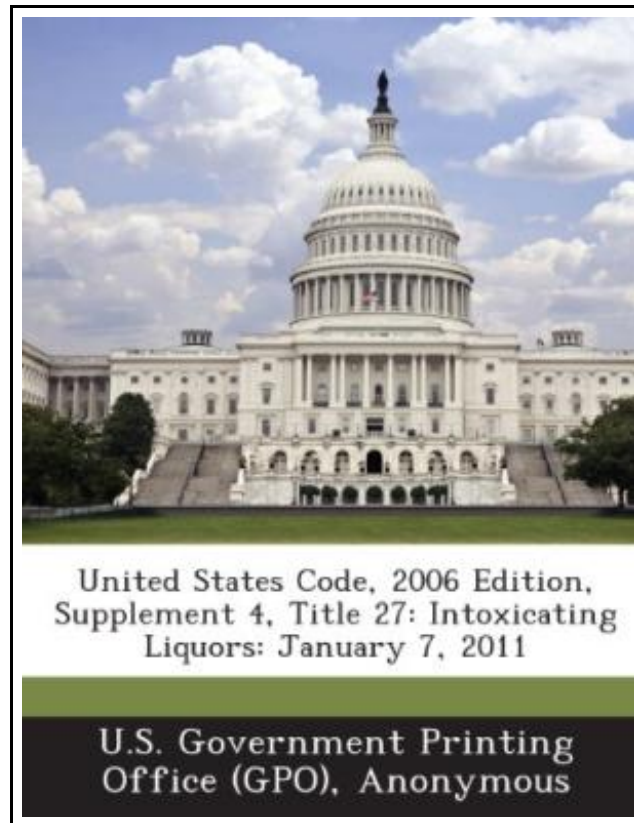 United States Code, 2006 Edition,
Supplement 4, Title 27: Intoxicating
Liquors: January 7, 2011
U.S. Government Printing
Office (GPO), Anonymous